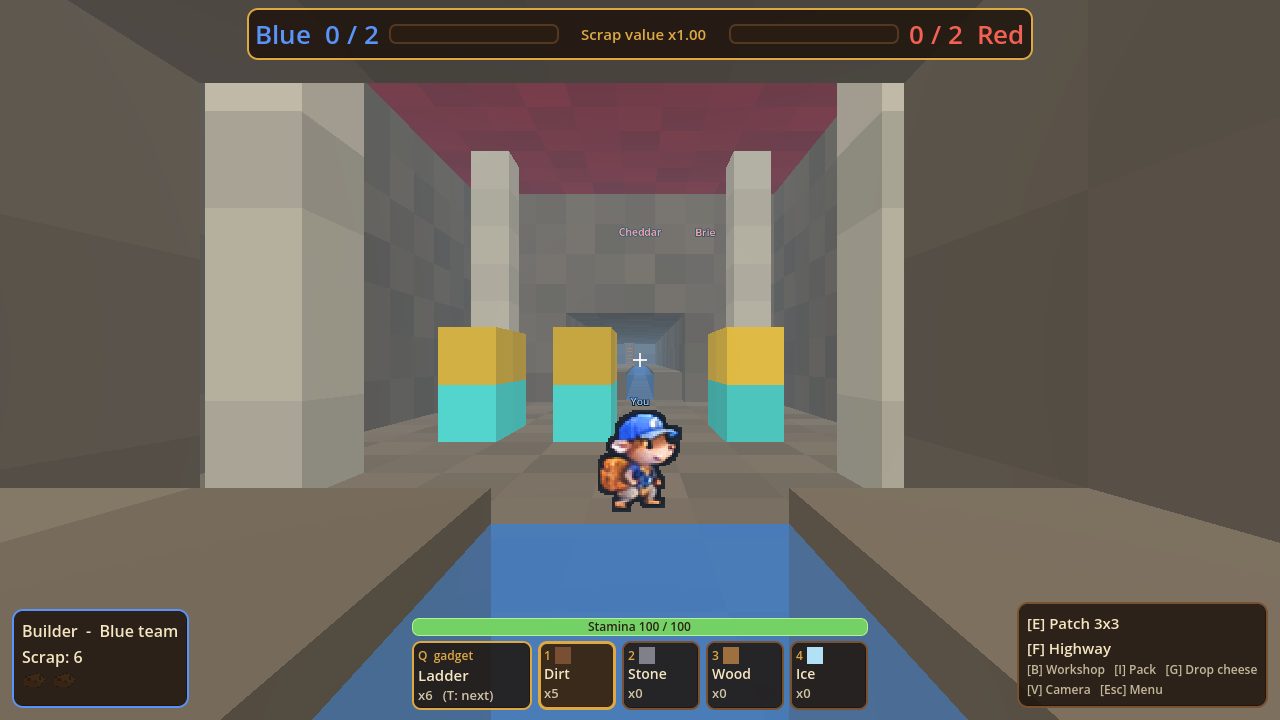 Blue 0 / 2
Scrap value x1.00
0 / 2 Red
Cheddar
Brie
You
Builder - Blue team
Scrap: 6
Stamina 100 / 100
Q gadget
Ladder
x6 (T: next)
1
Dirt
x5
2
Stone
x0
3
Wood
x0
4
Ice
x0
[E] Patch 3x3
[F] Highway
[B] Workshop [I] Pack [G] Drop cheese
[V] Camera [Esc] Menu